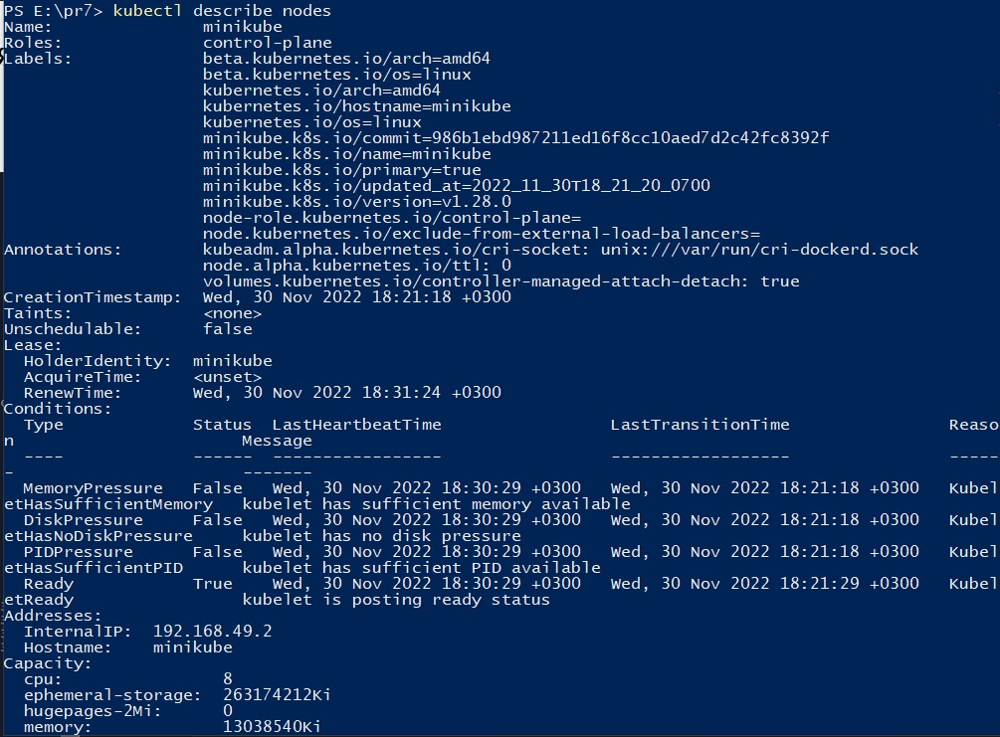 PS E:\pr7> kubectl describe nodes
Name:               minikube
Roles:              control-plane
Labels:             beta.kubernetes.io/arch=amd64
                    beta.kubernetes.io/os=linux
                    kubernetes.io/arch=amd64
                    kubernetes.io/hostname=minikube
                    kubernetes.io/os=linux
                    minikube.k8s.io/commit=986b1ebd987211ed16f8cc10aed7d2c42fc8392f
                    minikube.k8s.io/name=minikube
                    minikube.k8s.io/primary=true
                    minikube.k8s.io/updated_at=2022_11_30T18_21_20_0700
                    minikube.k8s.io/version=v1.28.0
                    node-role.kubernetes.io/control-plane=
                    node.kubernetes.io/exclude-from-external-load-balancers=
Annotations:        kubeadm.alpha.kubernetes.io/cri-socket: unix:///var/run/cri-dockerd.sock
                    node.alpha.kubernetes.io/ttl: 0
                    volumes.kubernetes.io/controller-managed-attach-detach: true
CreationTimestamp:  Wed, 30 Nov 2022 18:21:18 +0300
Taints:             <none>
Unschedulable:      false
Lease:
  HolderIdentity:  minikube
  AcquireTime:     <unset>
  RenewTime:       Wed, 30 Nov 2022 18:31:24 +0300
Conditions:
  Type             Status  LastHeartbeatTime                 LastTransitionTime                Reaso
n                       Message
  ----             ------  -----------------                 ------------------                -----
-                       -------
  MemoryPressure   False   Wed, 30 Nov 2022 18:30:29 +0300   Wed, 30 Nov 2022 18:21:18 +0300   Kubel
etHasSufficientMemory   kubelet has sufficient memory available
  DiskPressure     False   Wed, 30 Nov 2022 18:30:29 +0300   Wed, 30 Nov 2022 18:21:18 +0300   Kubel
etHasNoDiskPressure     kubelet has no disk pressure
  PIDPressure      False   Wed, 30 Nov 2022 18:30:29 +0300   Wed, 30 Nov 2022 18:21:18 +0300   Kubel
etHasSufficientPID      kubelet has sufficient PID available
  Ready            True    Wed, 30 Nov 2022 18:30:29 +0300   Wed, 30 Nov 2022 18:21:29 +0300   Kubel
etReady                 kubelet is posting ready status
Addresses:
  InternalIP:  192.168.49.2
  Hostname:    minikube
Capacity:
  cpu:                8
  ephemeral-storage:  263174212Ki
  hugepages-2Mi:      0
  memory:             13038540Ki